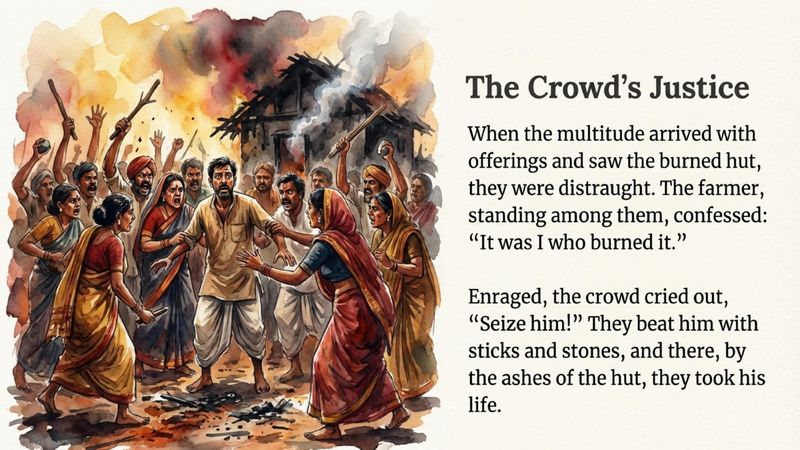 The Crowd’s Justice
When the multitude arrived with
offerings and saw the burned hut,
they were distraught. The farmer,
standing among them, confessed:
“It was I who burned it.”
Enraged, the crowd cried out,
“Seize him!” They beat him with
sticks and stones, and there, by
the ashes of the hut, they took his
life.